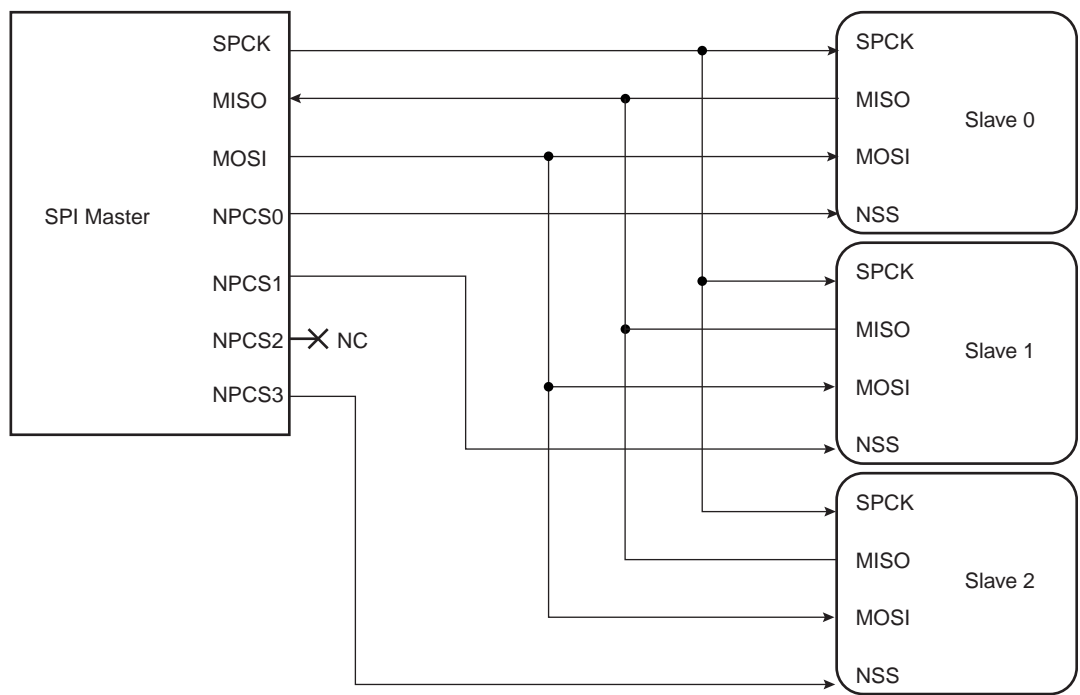 SPI Master
SPCK
MISO
MOSI
NPCS0
NPCS1
NPCS2
NC
NPCS3
SPCK
MISO
Slave 0
MOSI
NSS
SPCK
MISO
Slave 1
MOSI
NSS
SPCK
MISO
Slave 2
MOSI
NSS